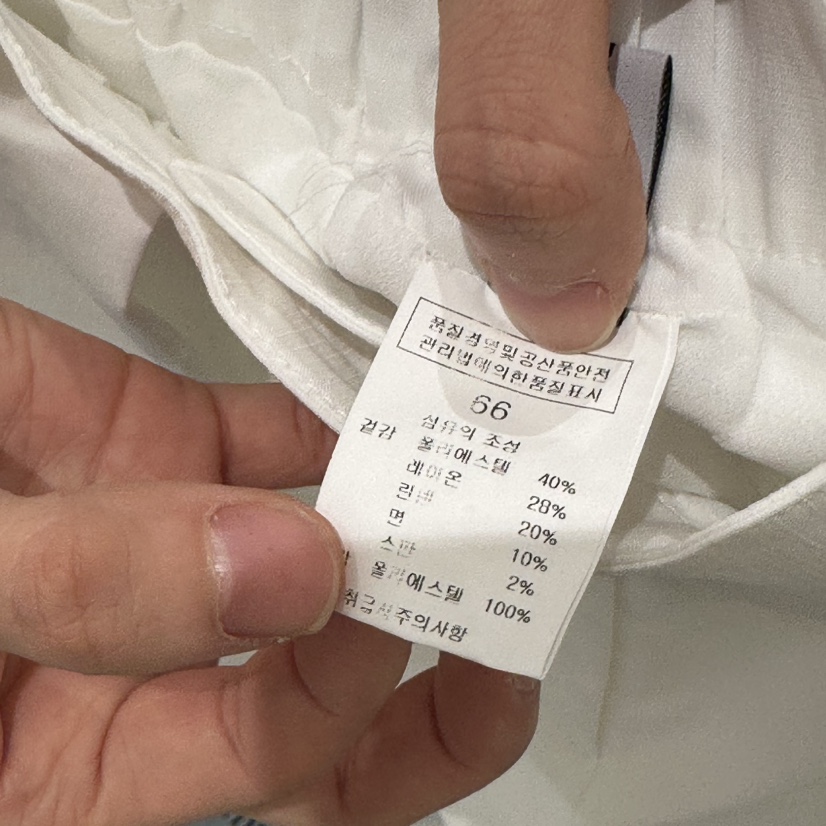 품질경영및공산품안전
관리법에의한품질표시
66
섬유의 조성
겉감 폴리에스텔 40%
레이온 28%
린넨 20%
면 10%
스판 2%
폴리에스텔 100%
취급상주의사항